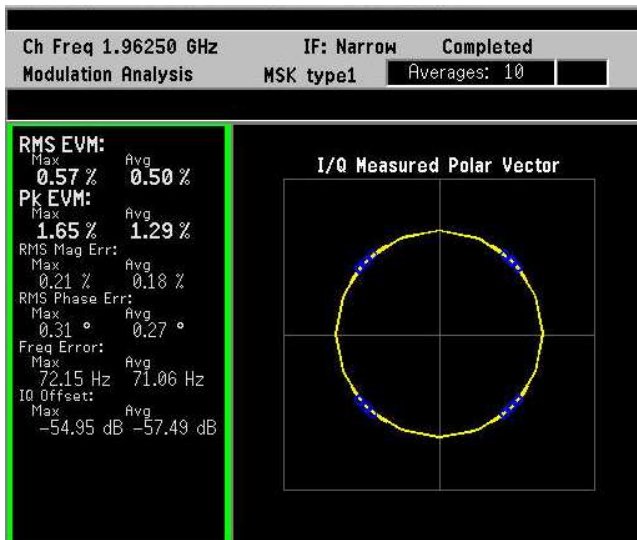 Ch Freq 1.96250 GHz IF: Narrow Completed
Modulation Analysis MSK type1 Averages: 10
RMS EVM:
Max Avg
0.57 % 0.50 %
Pk EVM:
Max Avg
1.65 % 1.29 %
RMS Mag Err:
Max Avg
0.21 % 0.18 %
RMS Phase Err:
Max Avg
0.31 ° 0.27 °
Freq Error:
Max Avg
72.15 Hz 71.06 Hz
IQ Offset:
Max Avg
−54.95 dB −57.49 dB
I/Q Measured Polar Vector